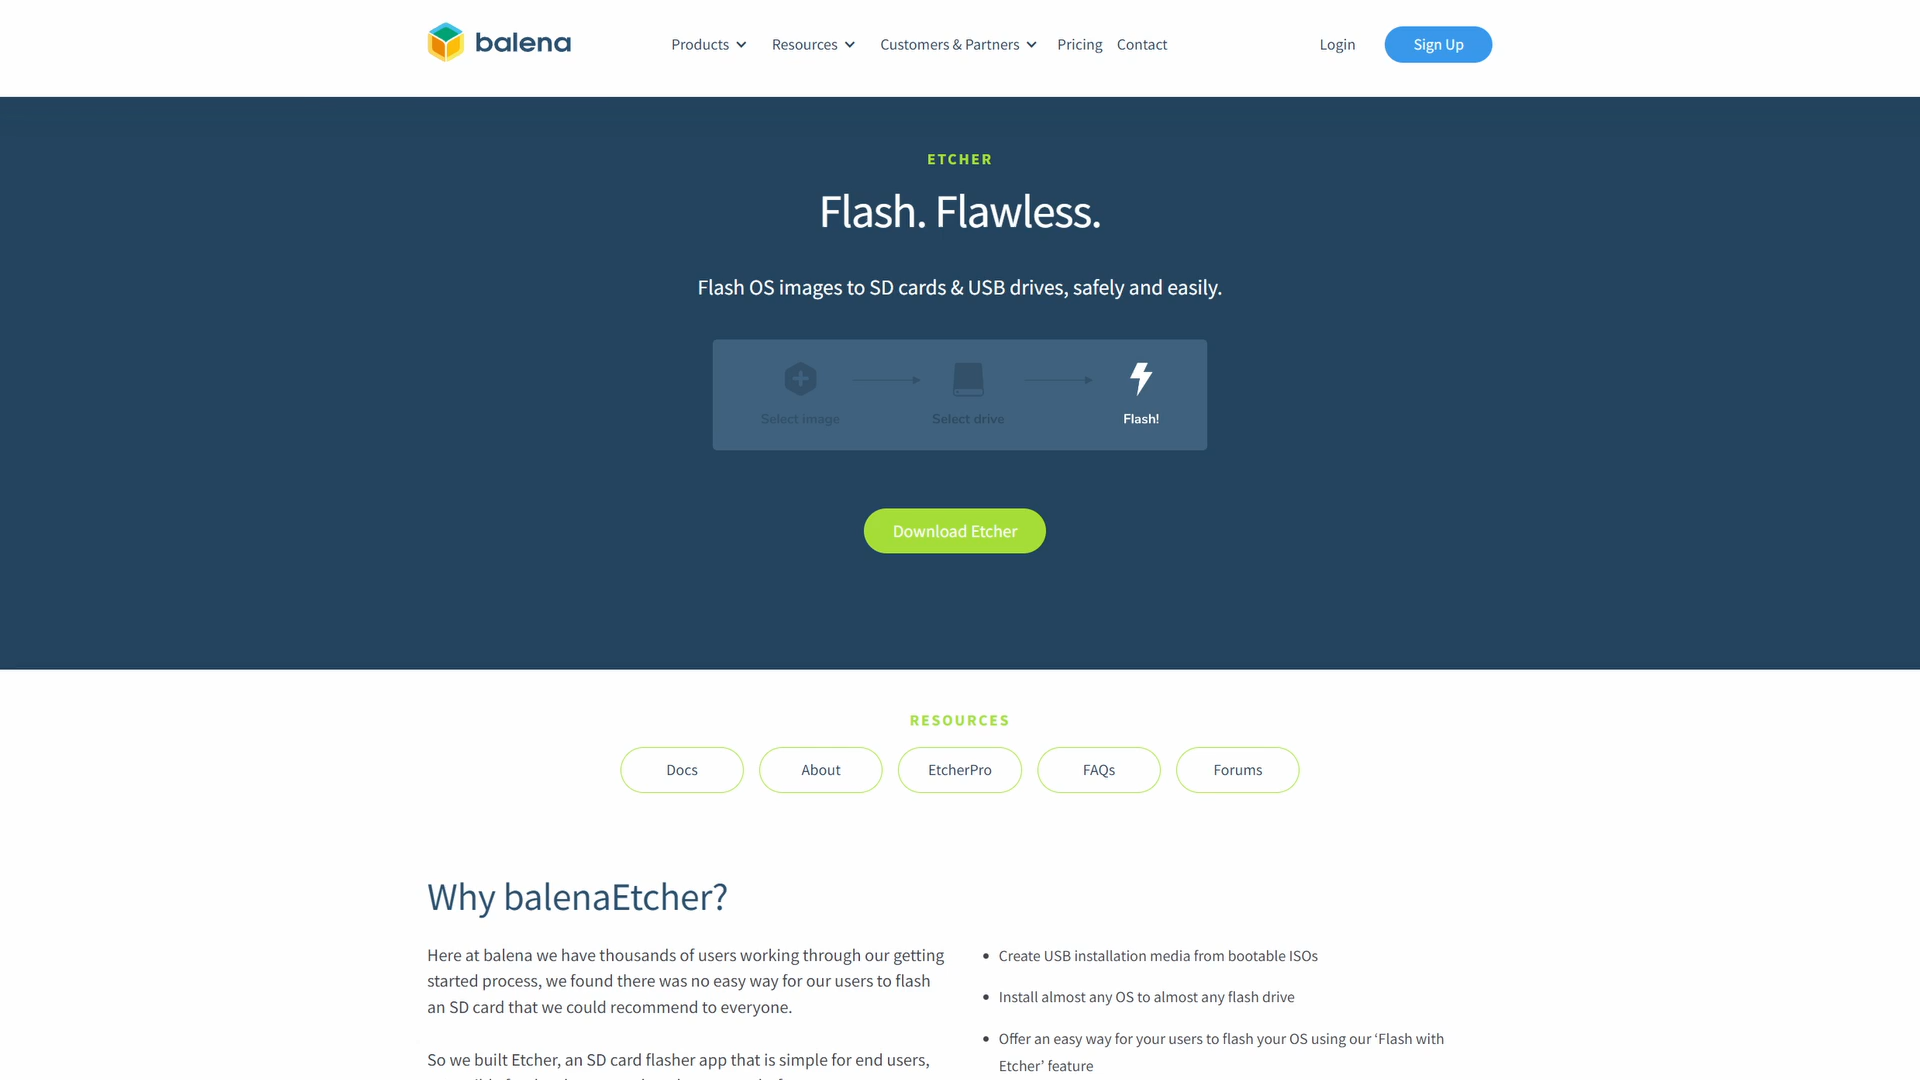 balena
Products
Resources
Customers & Partners
Pricing
Contact
Login
Sign Up
ETCHER
Flash. Flawless.
Flash OS images to SD cards & USB drives, safely and easily.
Select image
Select drive
Flash!
Download Etcher
RESOURCES
Docs
About
EtcherPro
FAQs
Forums
Why balenaEtcher?
Here at balena we have thousands of users working through our getting
started process, we found there was no easy way for our users to flash
an SD card that we could recommend to everyone.
So we built Etcher, an SD card flasher app that is simple for end users,
• Create USB installation media from bootable ISOs
• Install almost any OS to almost any flash drive
• Offer an easy way for your users to flash your OS using our ‘Flash with
Etcher’ feature